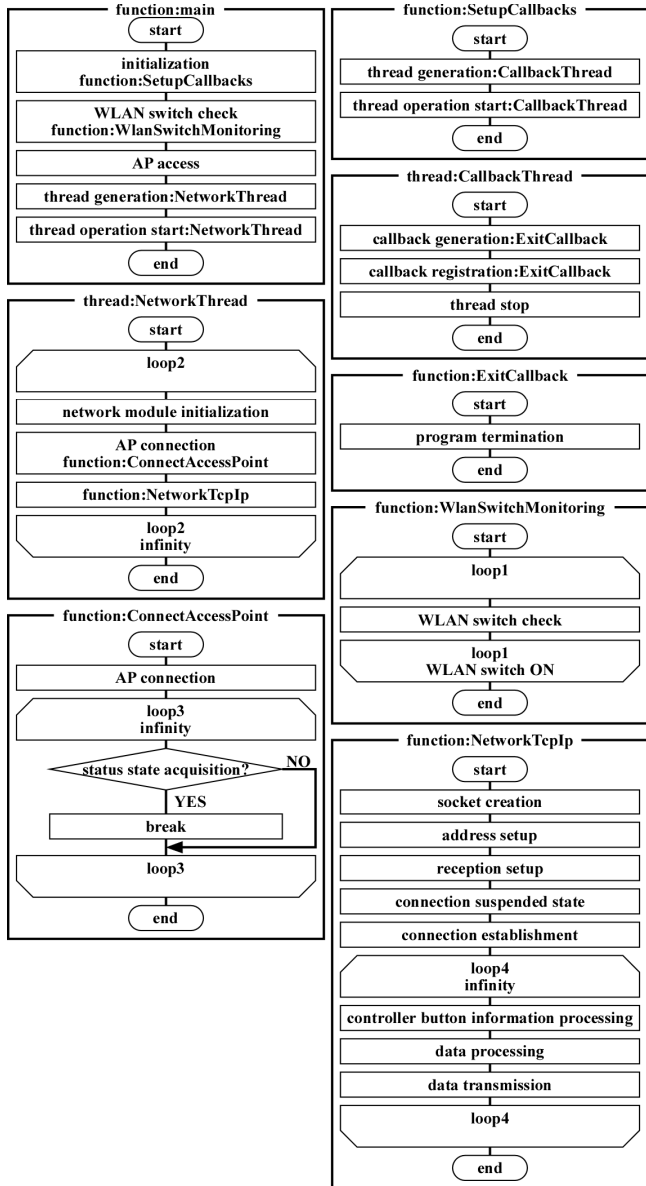 function:main
start
initialization
function:SetupCallbacks
WLAN switch check
function:WlanSwitchMonitoring
AP access
thread generation:NetworkThread
thread operation start:NetworkThread
end
thread:NetworkThread
start
loop2
network module initialization
AP connection
function:ConnectAccessPoint
function:NetworkTcpIp
loop2
infinity
end
function:ConnectAccessPoint
start
AP connection
loop3
infinity
status state acquisition?
NO
YES
break
loop3
end
function:SetupCallbacks
start
thread generation:CallbackThread
thread operation start:CallbackThread
end
thread:CallbackThread
start
callback generation:ExitCallback
callback registration:ExitCallback
thread stop
end
function:ExitCallback
start
program termination
end
function:WlanSwitchMonitoring
start
loop1
WLAN switch check
loop1
WLAN switch ON
end
function:NetworkTcpIp
start
socket creation
address setup
reception setup
connection suspended state
connection establishment
loop4
infinity
controller button information processing
data processing
data transmission
loop4
end